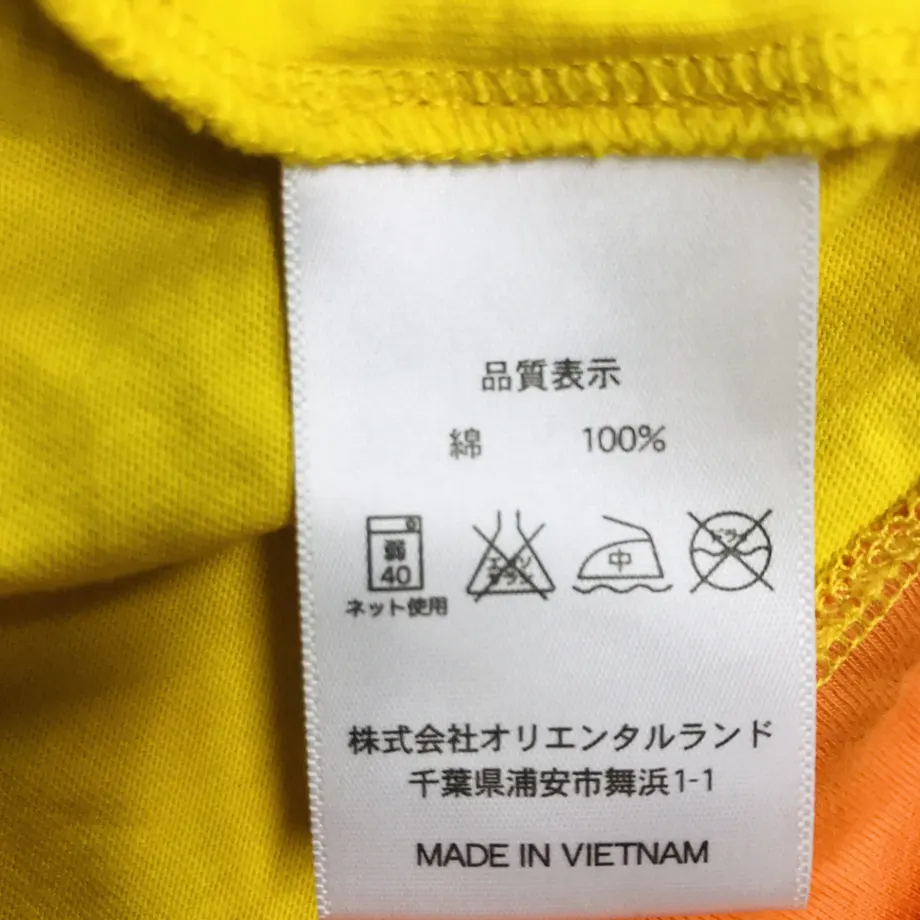 品質表示
綿 100%
弱
40
エンソ
サラシ
中
ドライ
ネット使用
株式会社オリエンタルランド
千葉県浦安市舞浜1-1
MADE IN VIETNAM